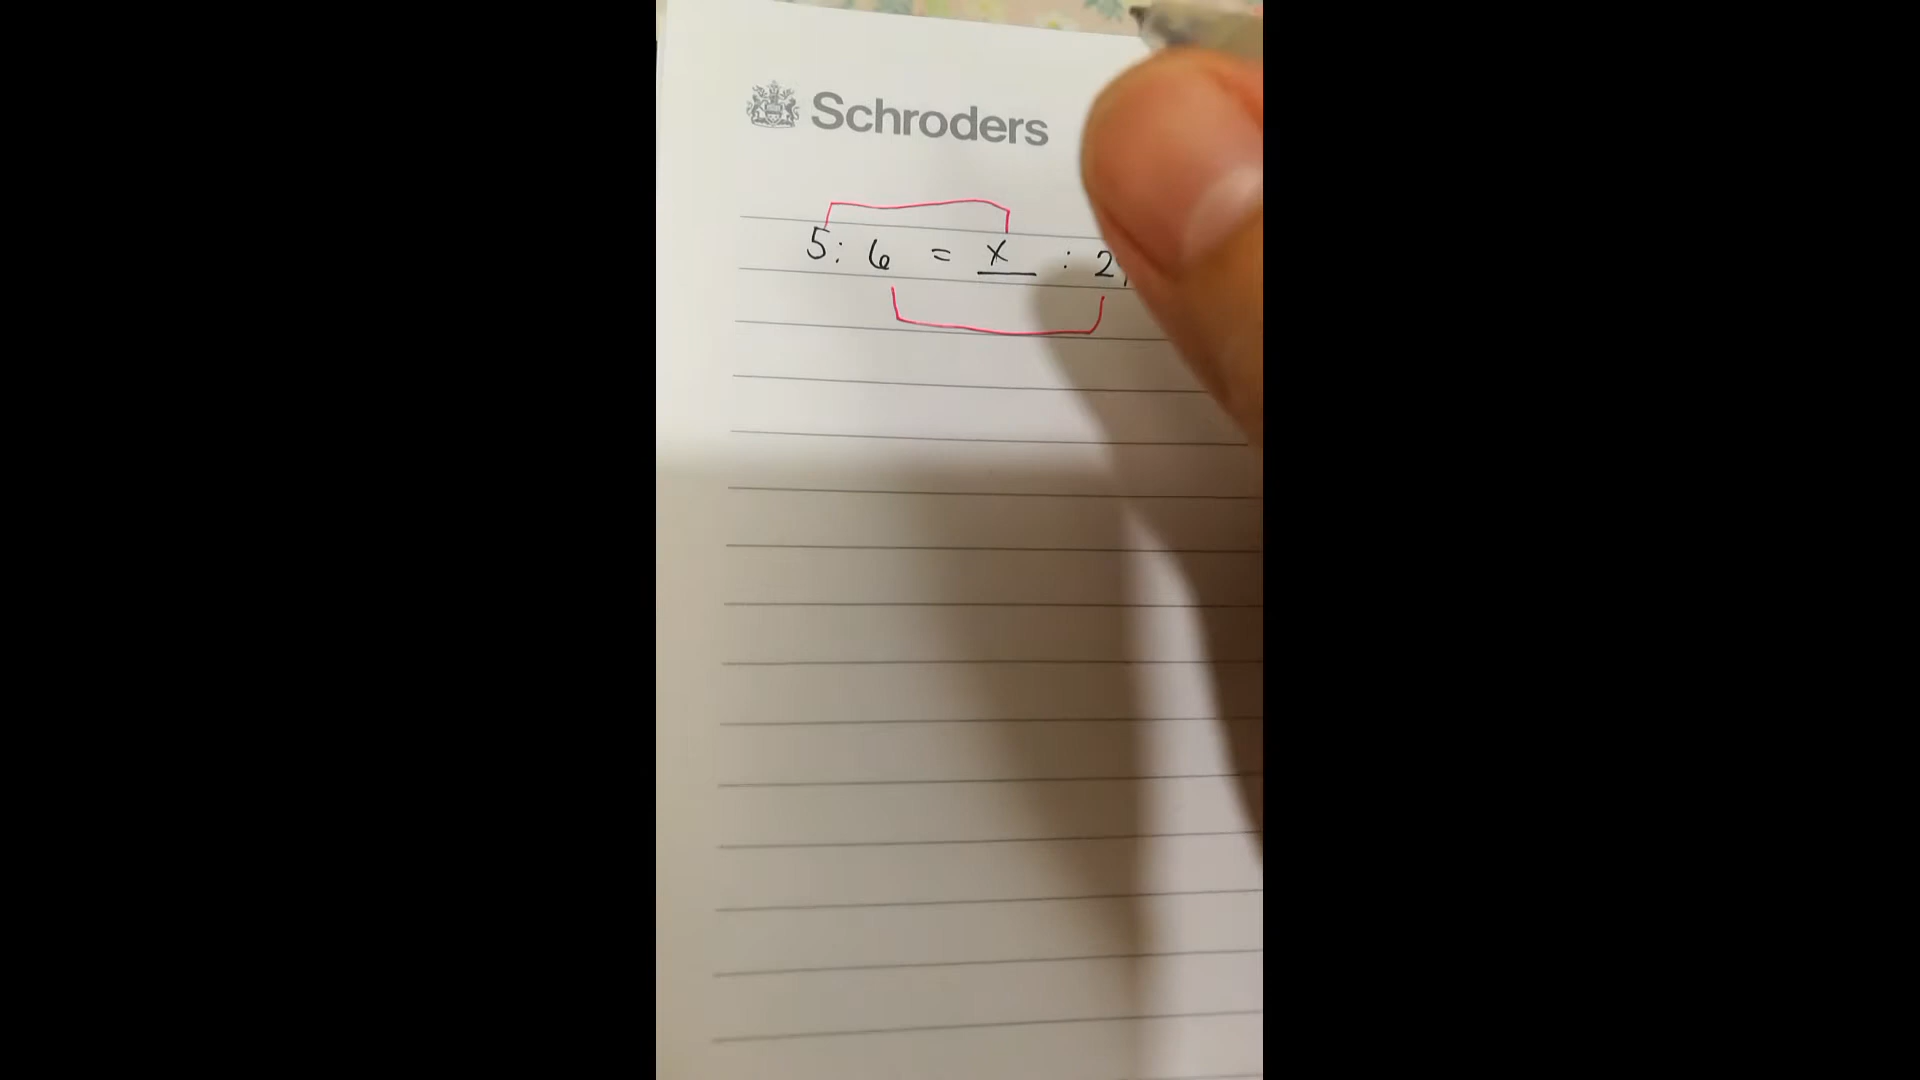 Schroders
5 : 6 = x : 2